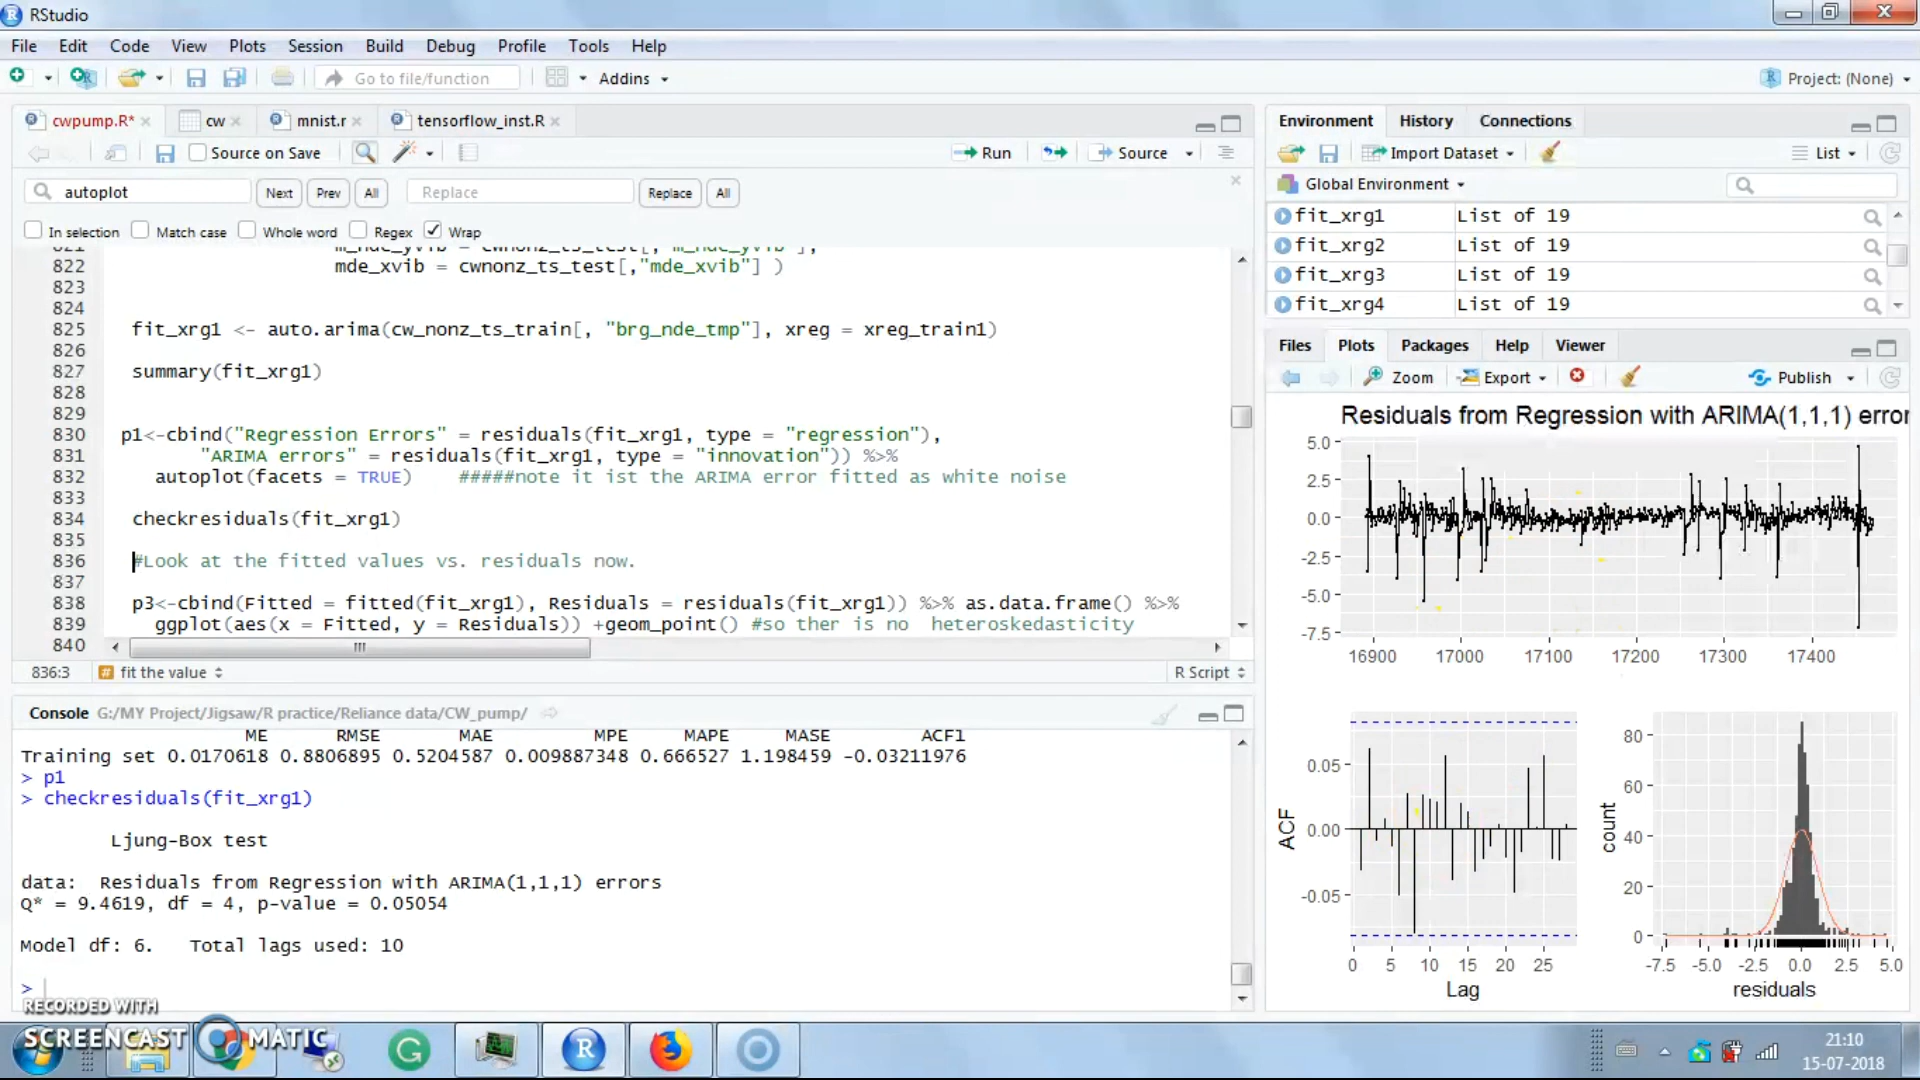 RStudio
File Edit Code View Plots Session Build Debug Profile Tools Help
Go to file/function Addins Project: (None)
cwpump.R* cw mnist.r tensorflow_inst.R
Source on Save Run Source
autoplot Next Prev All Replace Replace All
In selection Match case Whole word Regex Wrap
822 mde_xvib = cwnonz_ts_test[,"mde_xvib"] )
823
824
825 fit_xrg1 <- auto.arima(cw_nonz_ts_train[, "brg_nde_tmp"], xreg = xreg_train1)
826
827 summary(fit_xrg1)
828
829
830 p1<-cbind("Regression Errors" = residuals(fit_xrg1, type = "regression"),
831 "ARIMA errors" = residuals(fit_xrg1, type = "innovation")) %>%
832 autoplot(facets = TRUE) #####note it ist the ARIMA error fitted as white noise
833
834 checkresiduals(fit_xrg1)
835
836 #Look at the fitted values vs. residuals now.
837
838 p3<-cbind(Fitted = fitted(fit_xrg1), Residuals = residuals(fit_xrg1)) %>% as.data.frame() %>%
839 ggplot(aes(x = Fitted, y = Residuals)) +geom_point() #so ther is no heteroskedasticity
840
836:3 # fit the value R Script
Console G:/MY Project/Jigsaw/R practice/Reliance data/CW_pump/
ME RMSE MAE MPE MAPE MASE ACF1
Training set 0.0170618 0.8806895 0.5204587 0.009887348 0.666527 1.198459 -0.03211976
> p1
> checkresiduals(fit_xrg1)
Ljung-Box test
data: Residuals from Regression with ARIMA(1,1,1) errors
Q* = 9.4619, df = 4, p-value = 0.05054
Model df: 6. Total lags used: 10
>
Environment History Connections
Import Dataset List
Global Environment
fit_xrg1 List of 19
fit_xrg2 List of 19
fit_xrg3 List of 19
fit_xrg4 List of 19
Files Plots Packages Help Viewer
Zoom Export Publish
Residuals from Regression with ARIMA(1,1,1) error
5.0
2.5
0.0
-2.5
-5.0
-7.5
16900 17000 17100 17200 17300 17400
0.05
0.00
-0.05
ACF
0 5 10 15 20 25
Lag
80
60
40
20
0
count
-7.5 -5.0 -2.5 0.0 2.5 5.0
residuals
RECORDED WITH
SCREENCAST MATIC
21:10
15-07-2018